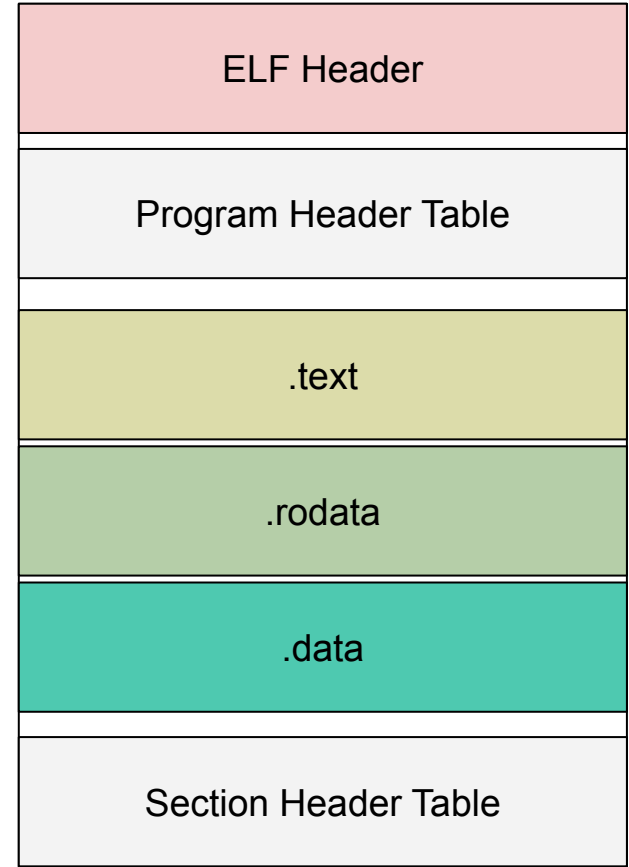 ELF Header
Program Header Table
.text
.rodata
.data
Section Header Table